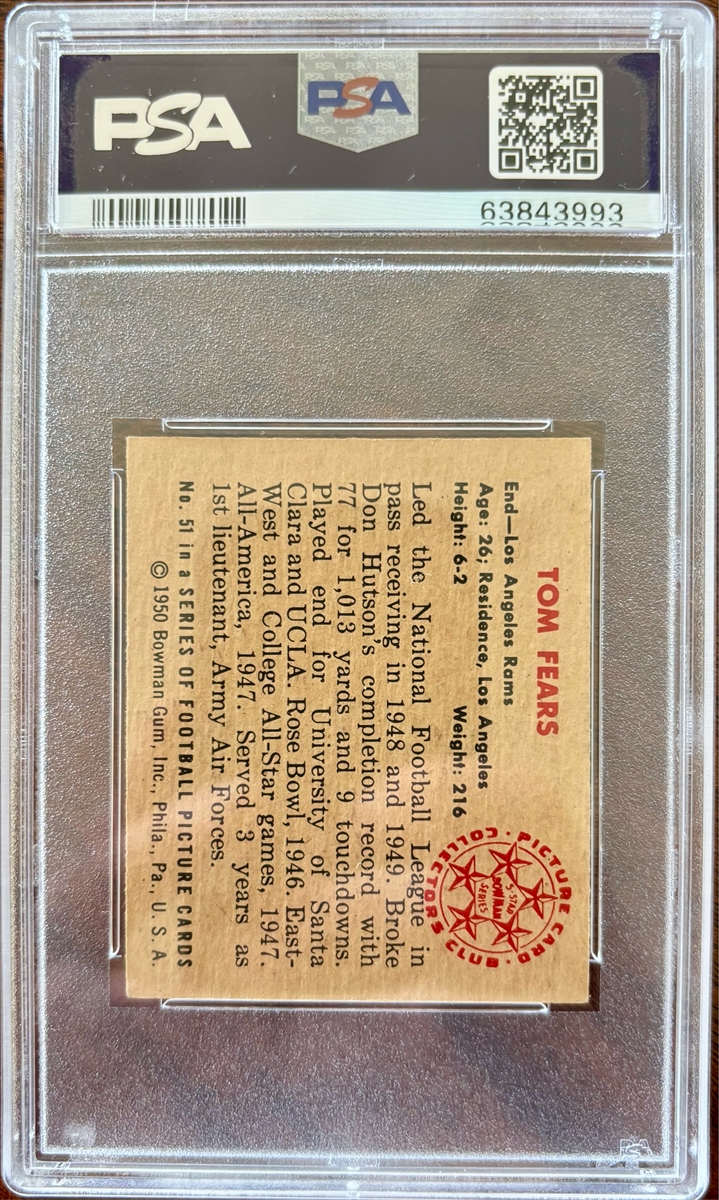 PSA
PSA
63843993
TOM FEARS
End—Los Angeles Rams
Age: 26; Residence, Los Angeles
Height: 6-2 Weight: 216
Led the National Football League in
pass receiving in 1948 and 1949. Broke
Don Hutson's completion record with
77 for 1,013 yards and 9 touchdowns.
Played end for University of Santa
Clara and UCLA. Rose Bowl, 1946. East-
West and College All-Star games, 1947.
All-America, 1947. Served 3 years as
1st lieutenant, Army Air Forces.
No. 51 in a SERIES OF FOOTBALL PICTURE CARDS
© 1950 Bowman Gum, Inc., Phila., Pa., U. S. A.
PICTURE CARD · COLLECTORS CLUB ·
5-STAR
BOWMAN
SERIES
PSA